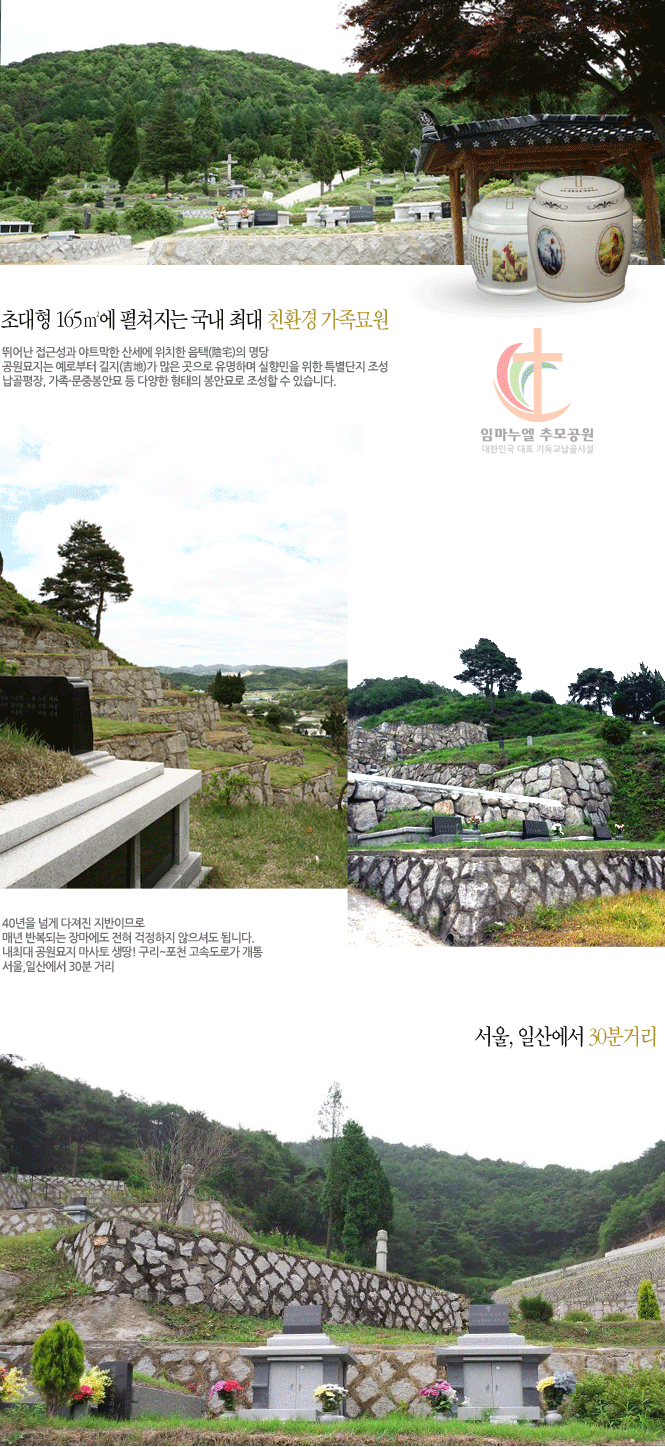 초대형 165㎡에 펼쳐지는 국내 최대 친환경 가족묘원
뛰어난 접근성과 야트막한 산세에 위치한 음택(陰宅)의 명당
공원묘지는 예로부터 길지(吉地)가 많은 곳으로 유명하며 실향민을 위한 특별단지 조성
납골평장, 가족·문중봉안묘 등 다양한 형태의 봉안묘로 조성할 수 있습니다.
임마누엘 추모공원
대한민국 대표 기독교납골시설
40년을 넘게 다져진 지반이므로
매년 반복되는 장마에도 전혀 걱정하지 않으셔도 됩니다.
내최대 공원묘지 마사토 생땅! 구리~포천 고속도로가 개통
서울,일산에서 30분 거리
서울, 일산에서 30분거리